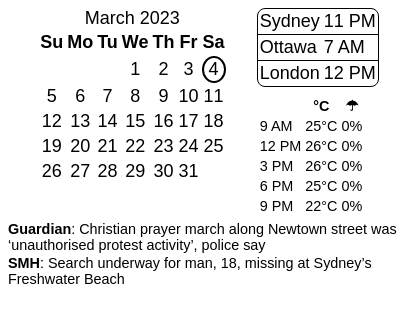 March 2023
Su Mo Tu We Th Fr Sa
1 2 3 4
5 6 7 8 9 10 11
12 13 14 15 16 17 18
19 20 21 22 23 24 25
26 27 28 29 30 31
Sydney 11 PM
Ottawa 7 AM
London 12 PM
°C ☂
9 AM 25°C 0%
12 PM 26°C 0%
3 PM 26°C 0%
6 PM 25°C 0%
9 PM 22°C 0%
Guardian: Christian prayer march along Newtown street was
‘unauthorised protest activity’, police say
SMH: Search underway for man, 18, missing at Sydney’s
Freshwater Beach